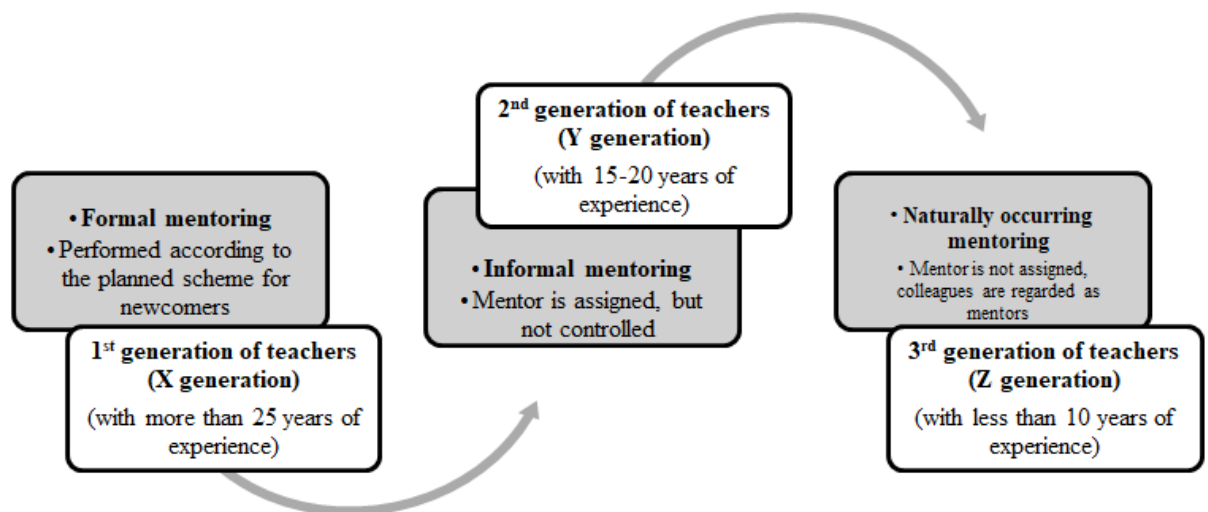 • Formal mentoring
• Performed according to
the planned scheme for
newcomers
1st generation of teachers
(X generation)
(with more than 25 years of
experience)
2nd generation of teachers
(Y generation)
(with 15-20 years of
experience)
• Informal mentoring
• Mentor is assigned, but
not controlled
• Naturally occurring
mentoring
• Mentor is not assigned,
colleagues are regarded as
mentors
3rd generation of teachers
(Z generation)
(with less than 10 years of
experience)